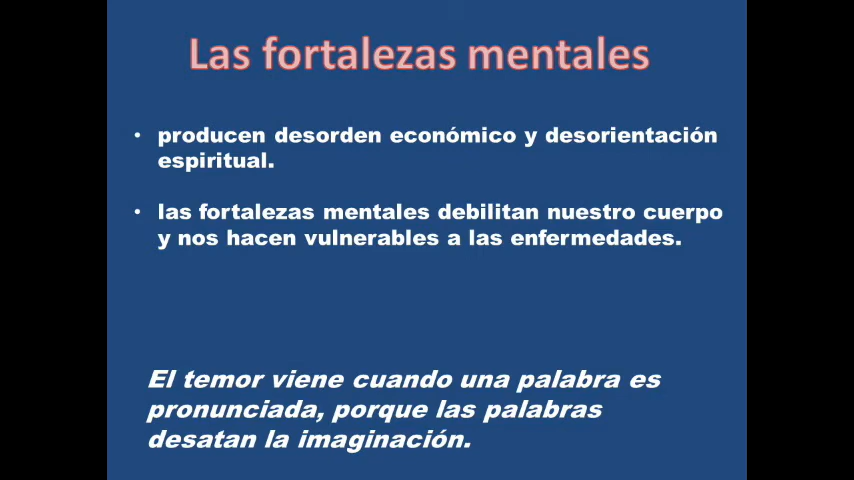 Las fortalezas mentales
• producen desorden económico y desorientación
espiritual.
• las fortalezas mentales debilitan nuestro cuerpo
y nos hacen vulnerables a las enfermedades.
El temor viene cuando una palabra es
pronunciada, porque las palabras
desatan la imaginación.